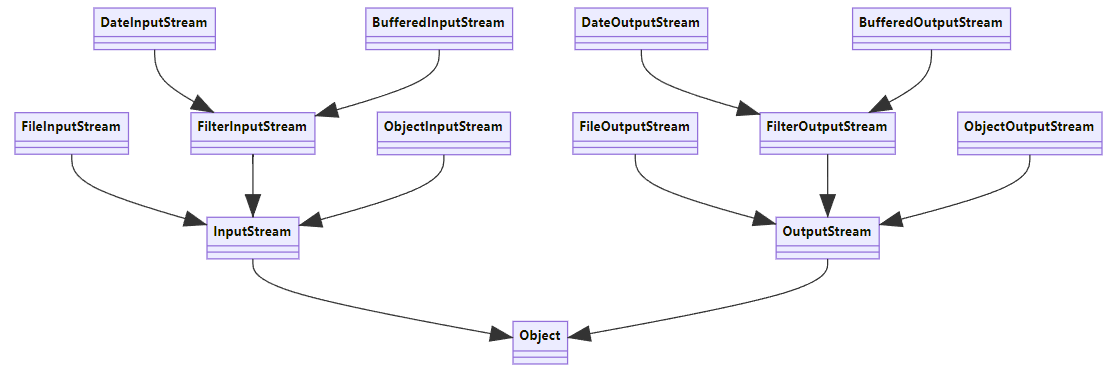 DateInputStream
BufferedInputStream
DateOutputStream
BufferedOutputStream
FileInputStream
FilterInputStream
ObjectInputStream
FileOutputStream
FilterOutputStream
ObjectOutputStream
InputStream
OutputStream
Object